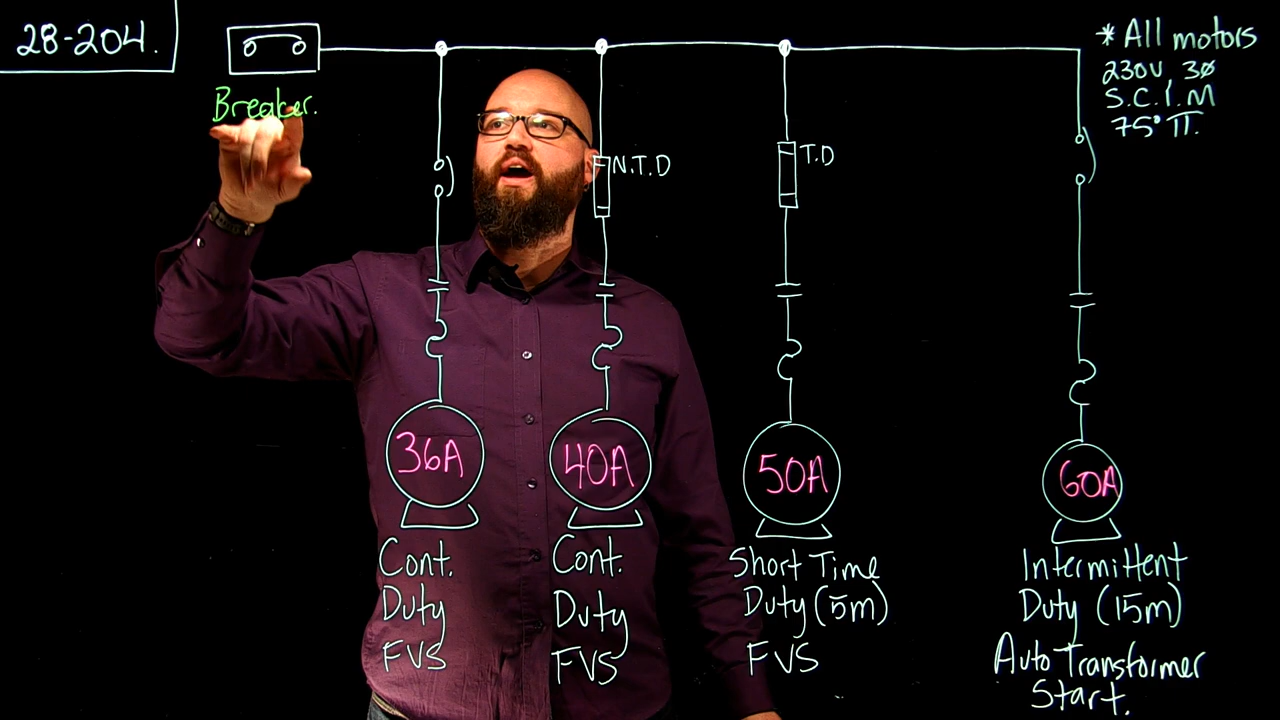 28-204.
Breaker.
* All motors
230V, 3ø
S.C.I.M
75° TI.
N.T.D
T.D
36A
40A
50A
60A
Cont.
Duty
FVS
Cont.
Duty
FVS
Short Time
Duty (5m)
FVS
Intermittent
Duty (15m)
Auto Transformer
Start.